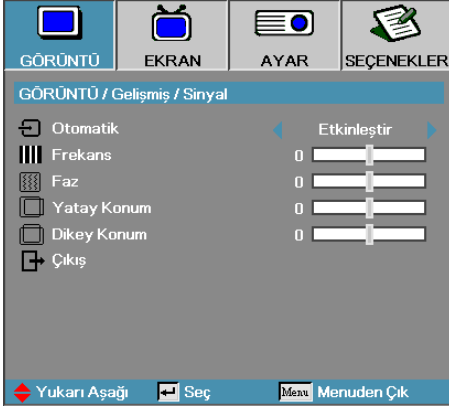 GÖRÜNTÜ EKRAN AYAR SEÇENEKLER
GÖRÜNTÜ / Gelişmiş / Sinyal
Otomatik Etkinleştir
Frekans 0
Faz 0
Yatay Konum 0
Dikey Konum 0
Çıkış
Yukarı Aşağı Seç Menu Menuden Çık